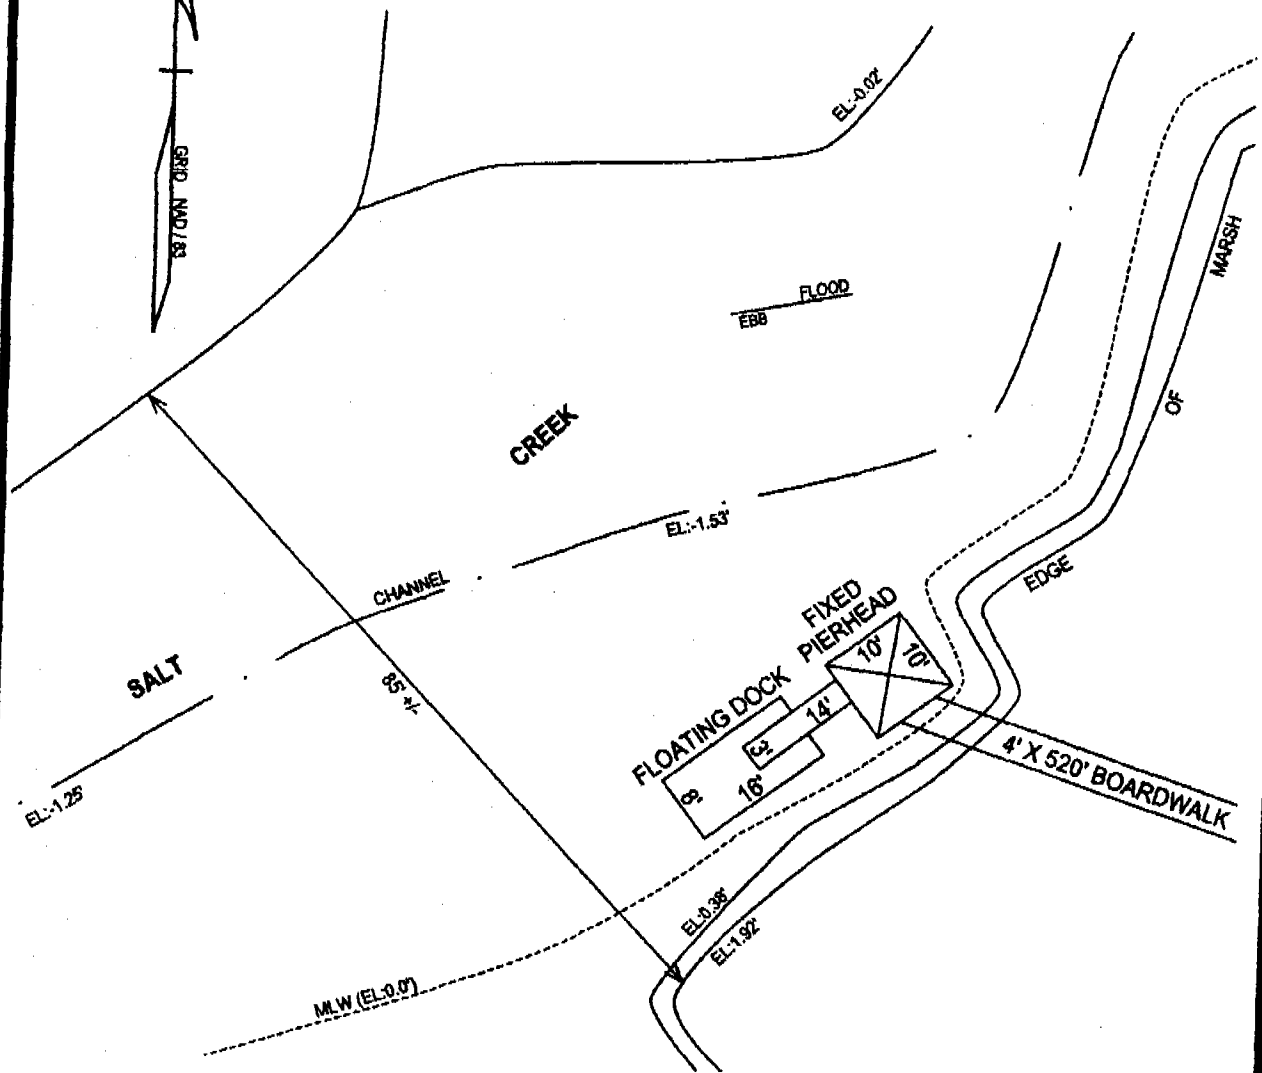 N
GRID NAD / 83
EL:-0.02'
MARSH
FLOOD
EBB
OF
CREEK
EL:-1.53'
EDGE
CHANNEL
FIXED
PIERHEAD
10'
10'
SALT
85' +/-
FLOATING DOCK
14'
3'
16'
8'
4' X 520' BOARDWALK
EL:-1.25'
EL:0.38'
EL:1.92'
MLW (EL:0.0')